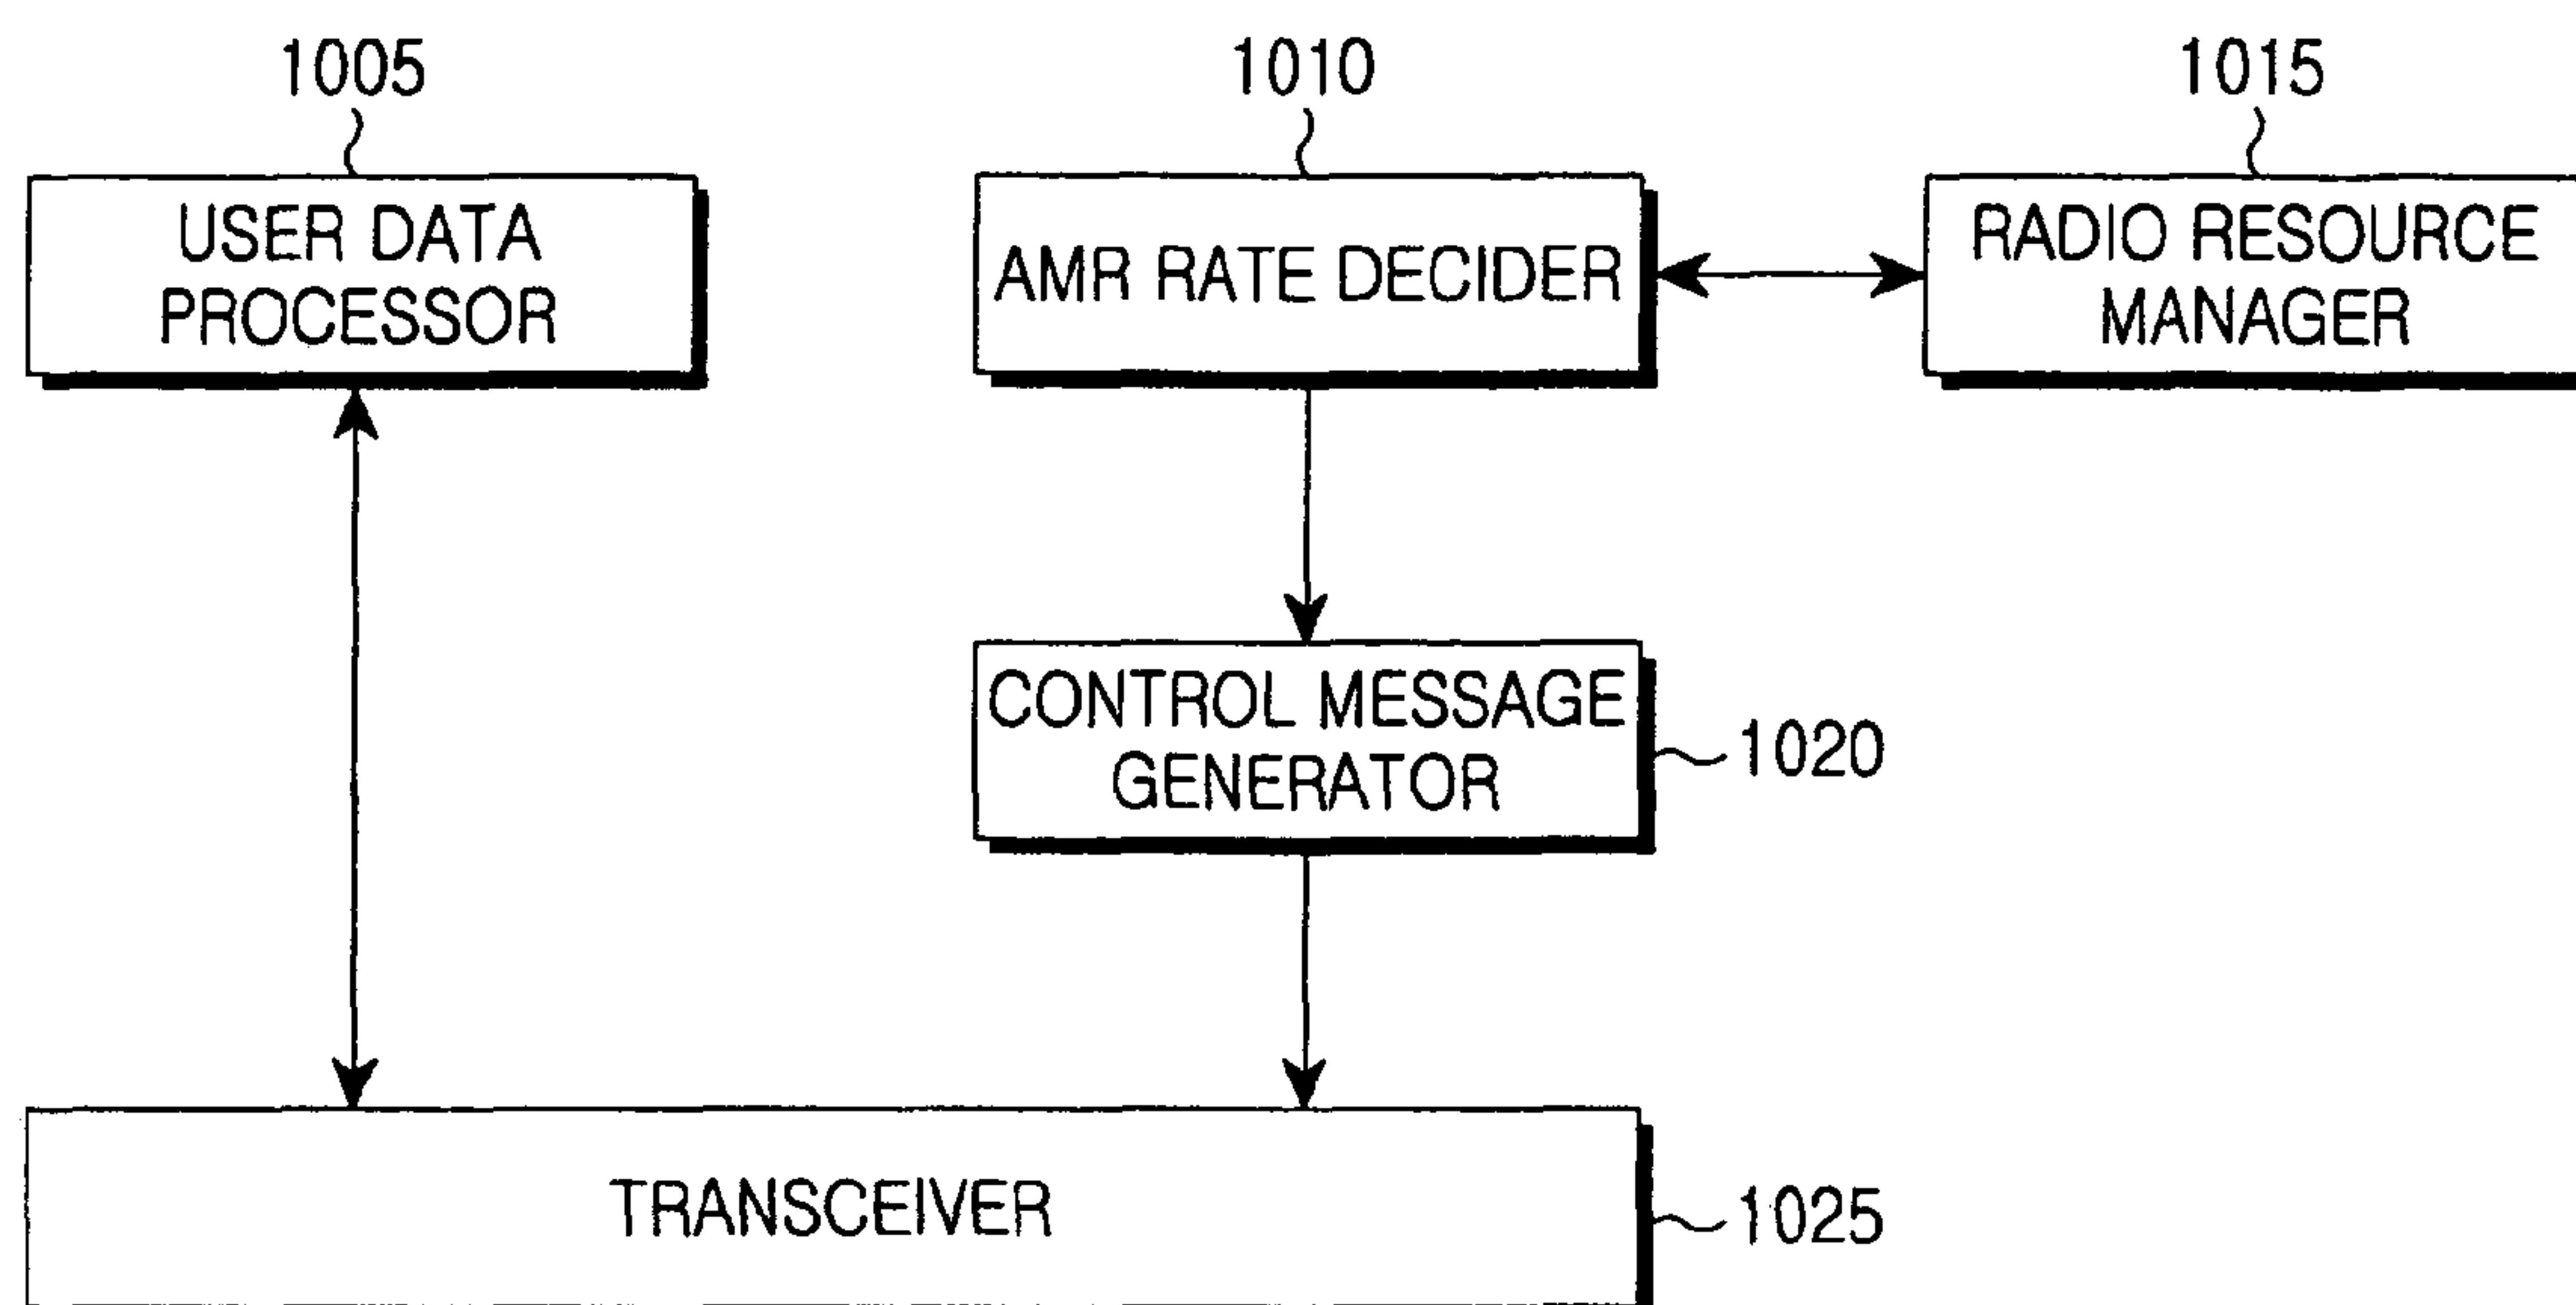 1005
1010
1015
USER DATA
PROCESSOR
AMR RATE DECIDER
RADIO RESOURCE
MANAGER
CONTROL MESSAGE
GENERATOR
1020
TRANSCEIVER
1025